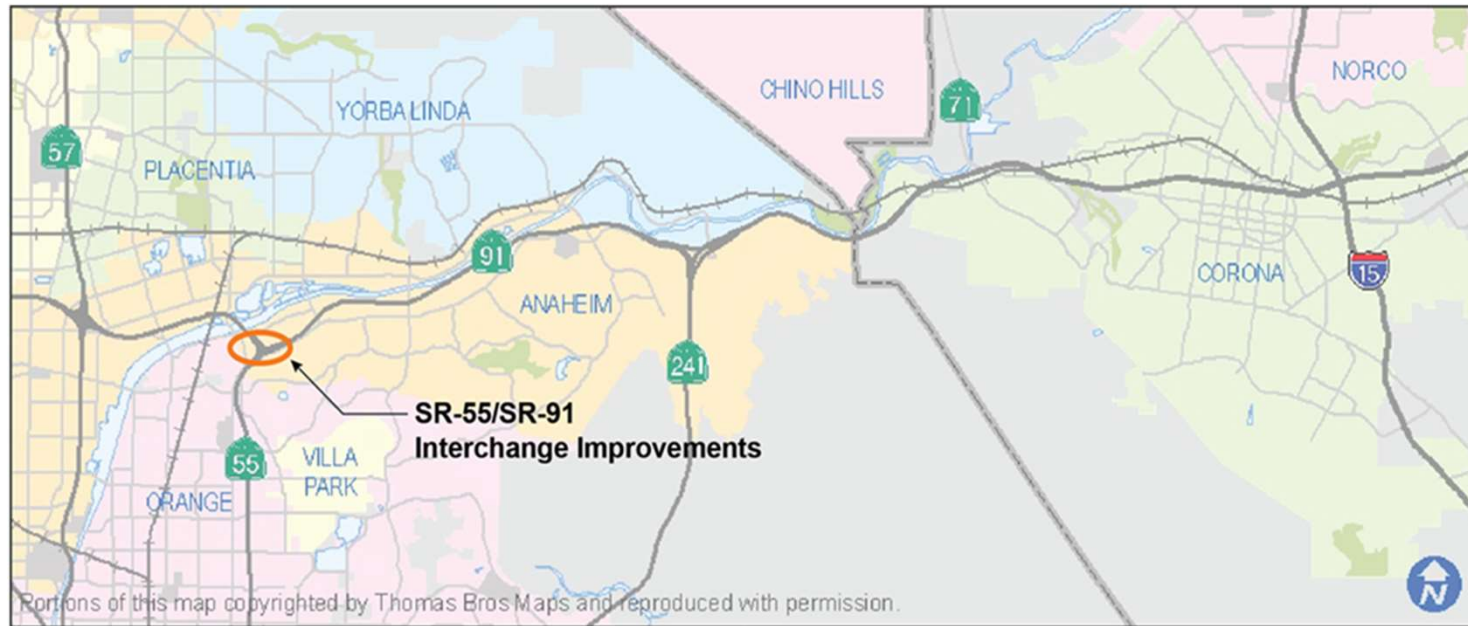 CHINO HILLS
71
NORCO
YORBA LINDA
57
PLACENTIA
91
ANAHEIM
CORONA
15
241
SR-55/SR-91
Interchange Improvements
55
VILLA
PARK
ORANGE
Portions of this map copyrighted by Thomas Bros Maps and reproduced with permission.
N